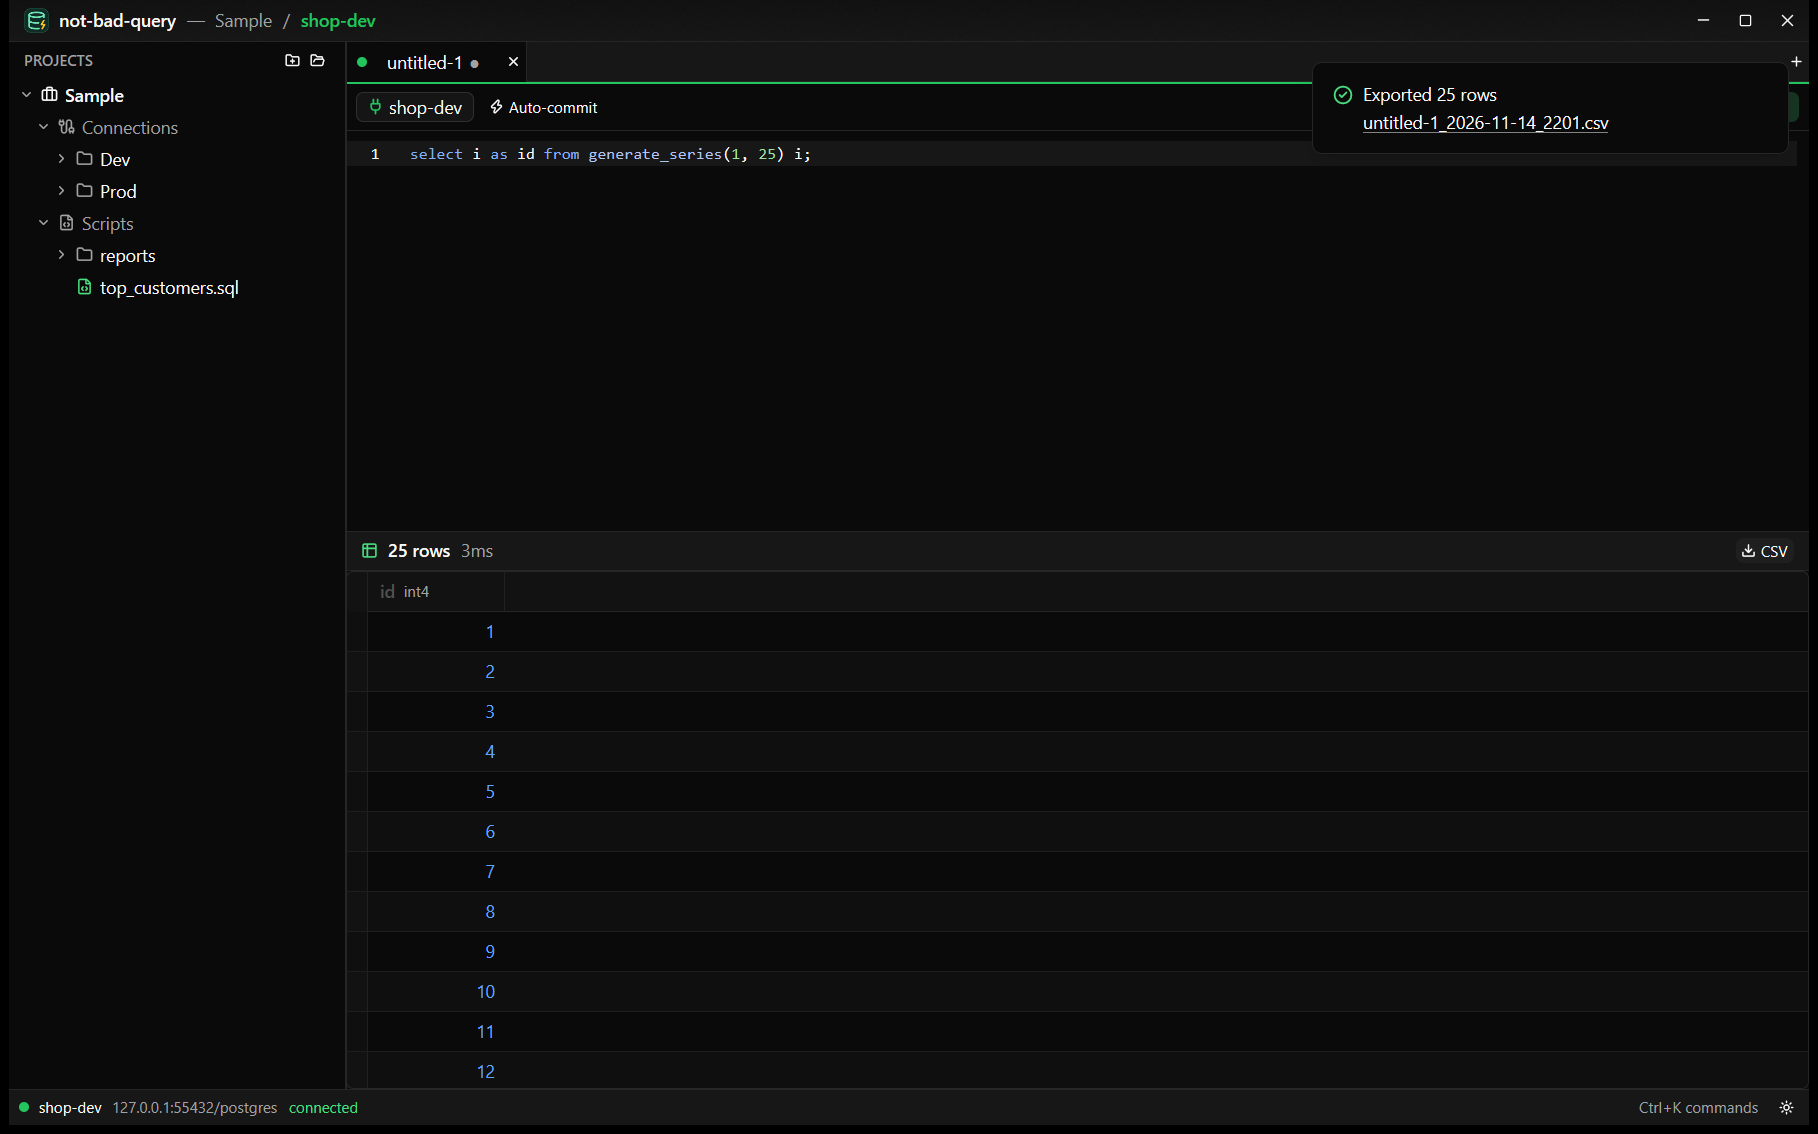 not-bad-query — Sample / shop-dev
PROJECTS
Sample
Connections
Dev
Prod
Scripts
reports
top_customers.sql
untitled-1
shop-dev Auto-commit
Exported 25 rows
untitled-1_2026-11-14_2201.csv
1 select i as id from generate_series(1, 25) i;
25 rows 3ms
CSV
id int4
1
2
3
4
5
6
7
8
9
10
11
12
shop-dev 127.0.0.1:55432/postgres connected
Ctrl+K commands